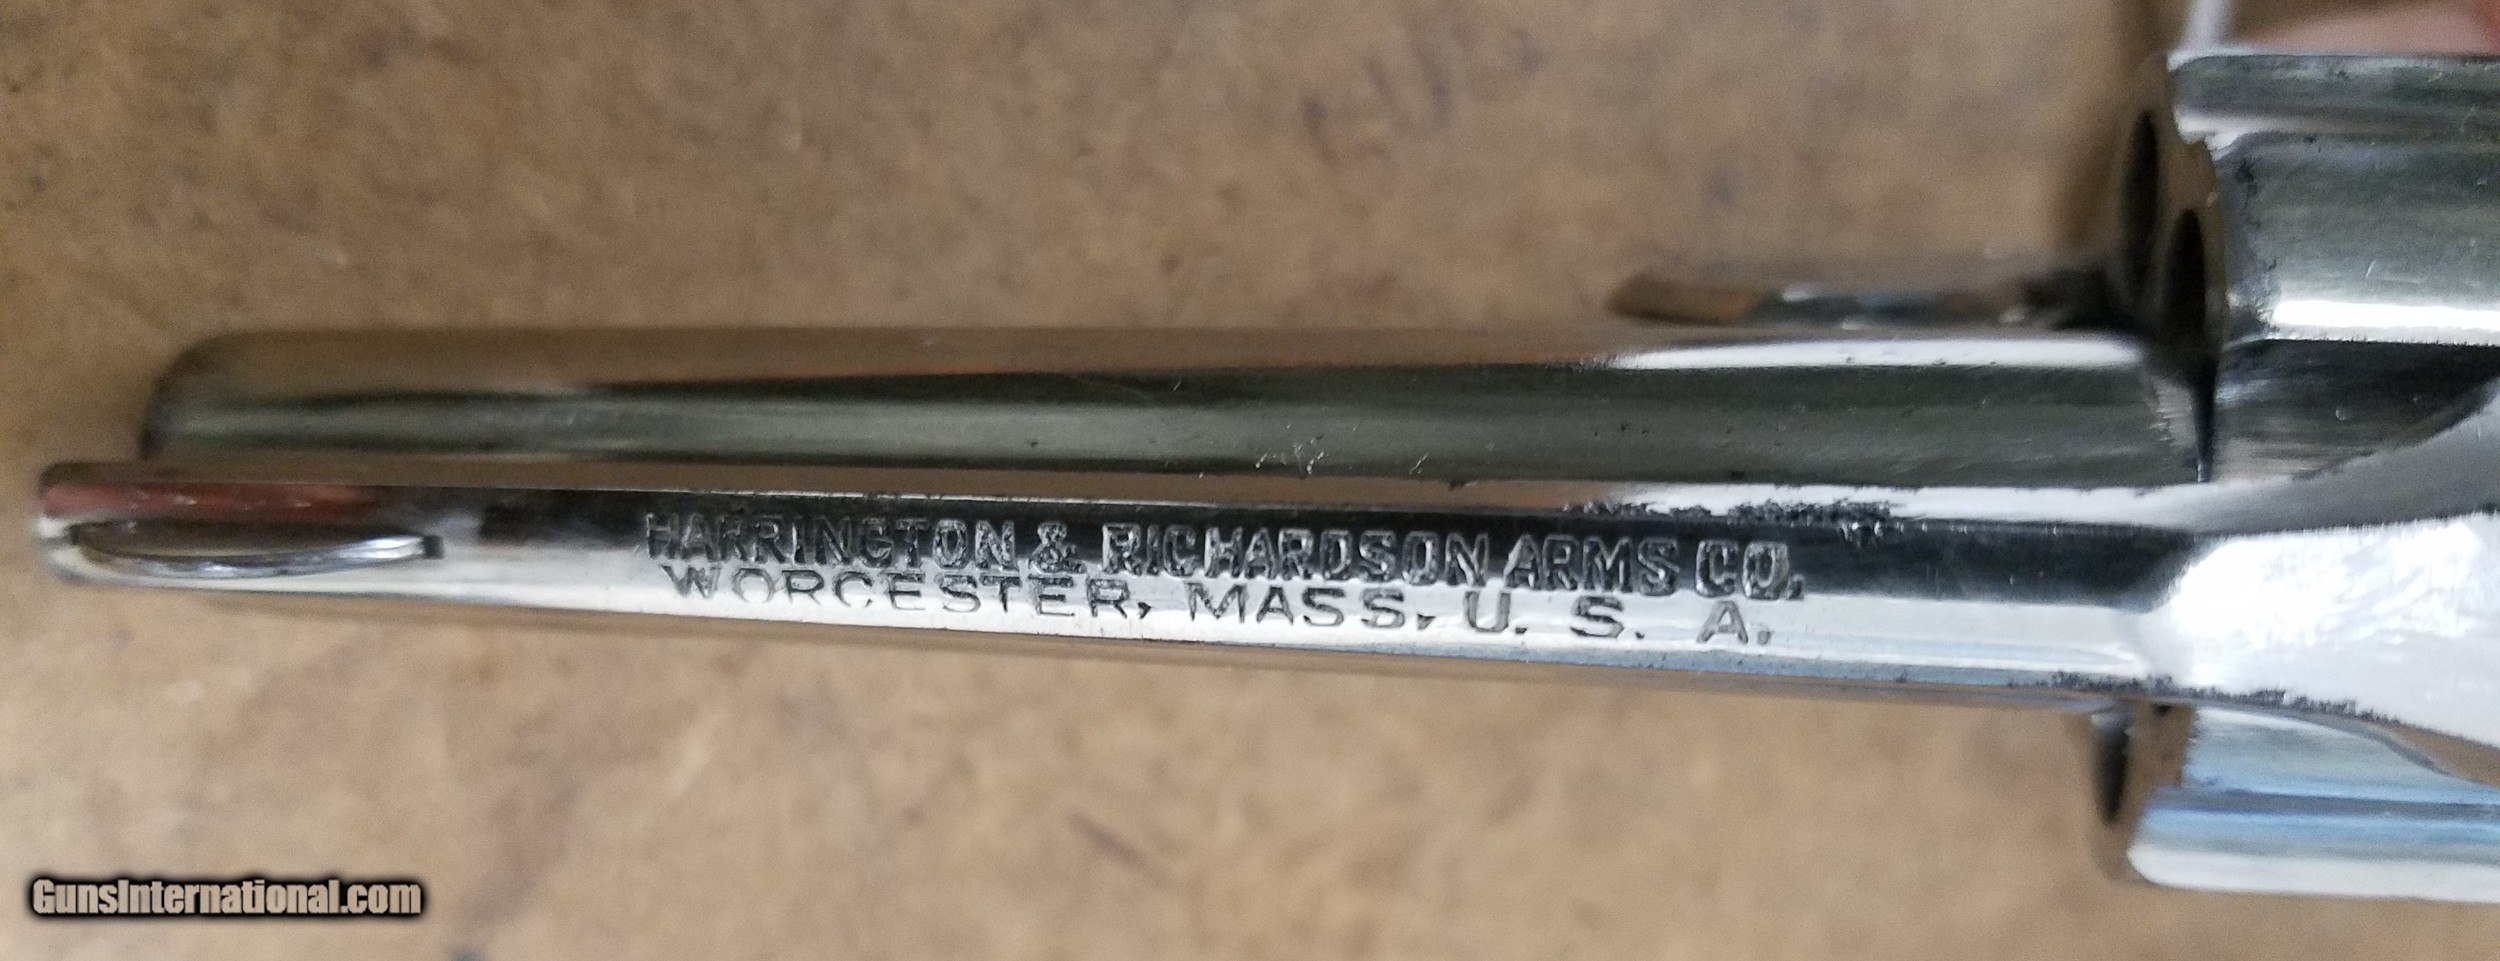 HARRINGTON & RICHARDSON ARMS CO.
WORCESTER, MASS. U. S. A.
GunsInternational.com